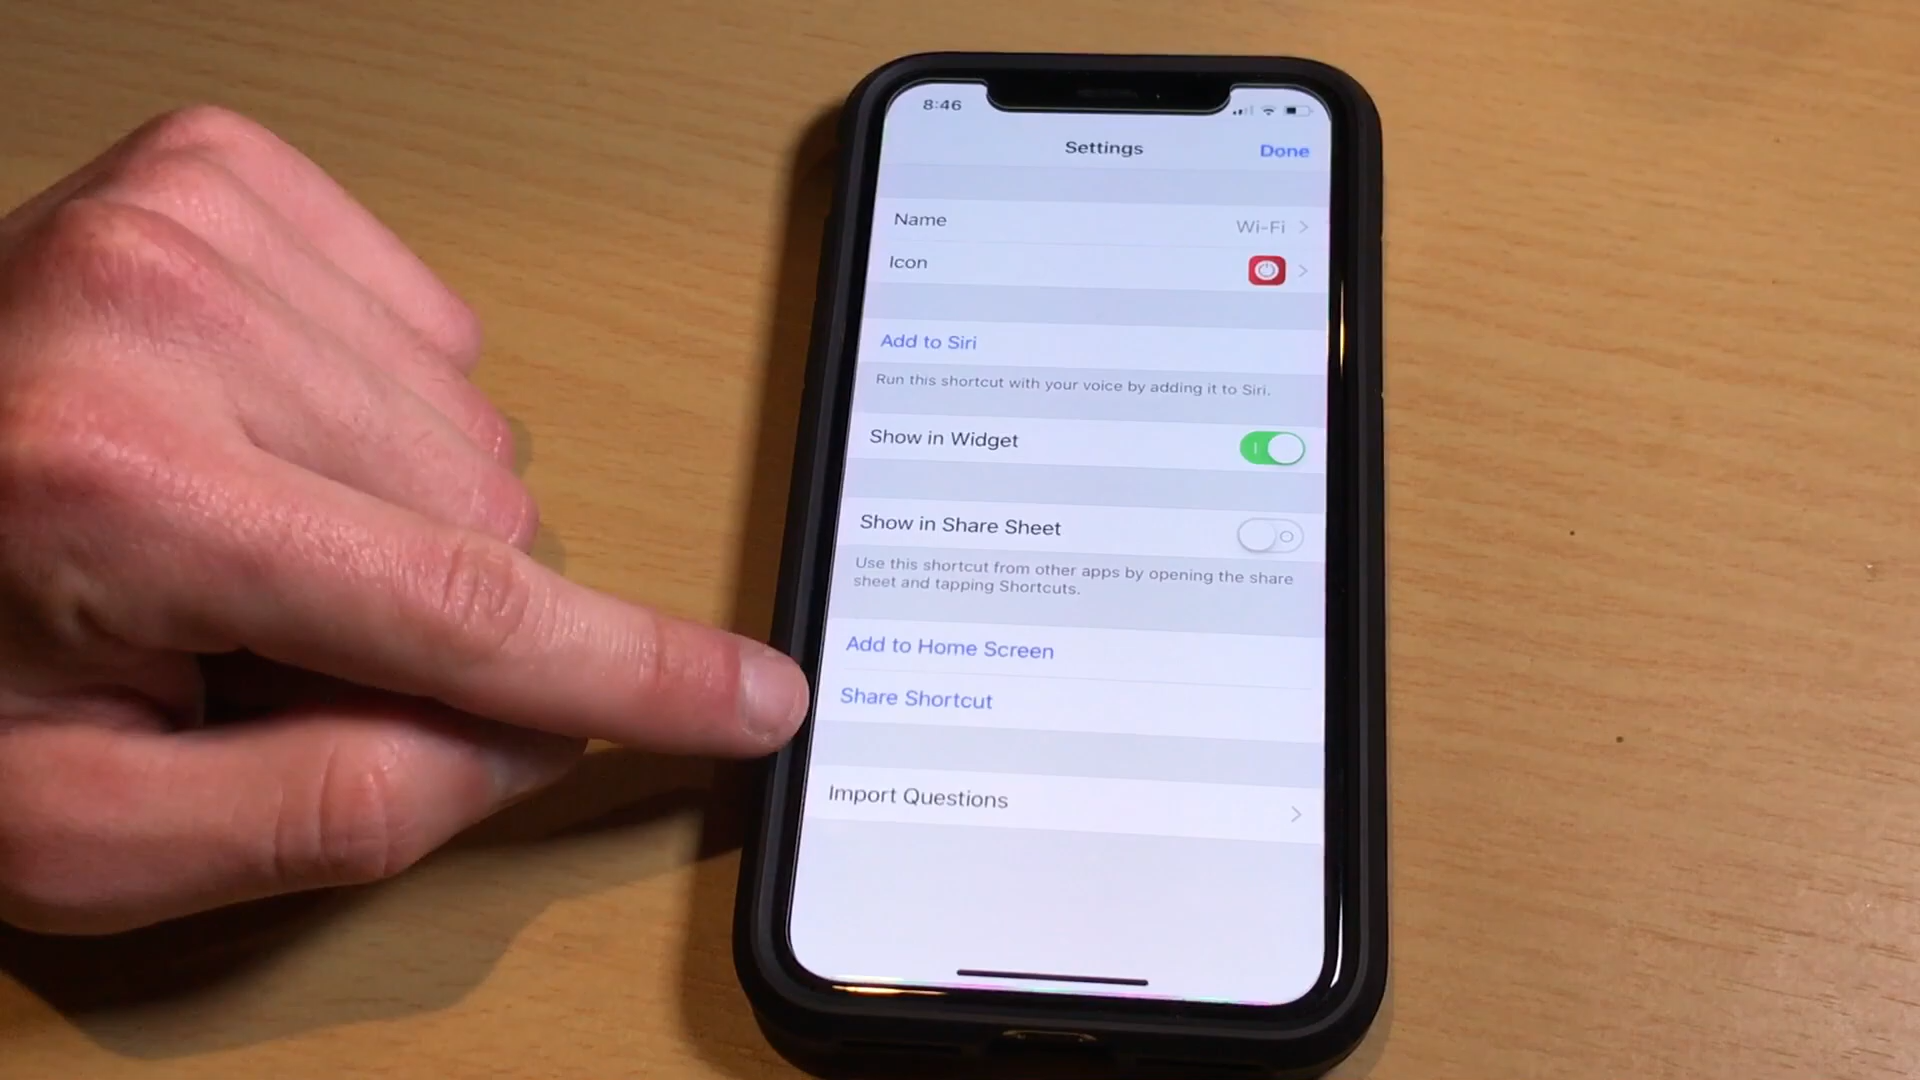 8:46
Settings
Done
Name
Wi-Fi
Icon
Add to Siri
Run this shortcut with your voice by adding it to Siri.
Show in Widget
Show in Share Sheet
Use this shortcut from other apps by opening the share
sheet and tapping Shortcuts.
Add to Home Screen
Share Shortcut
Import Questions